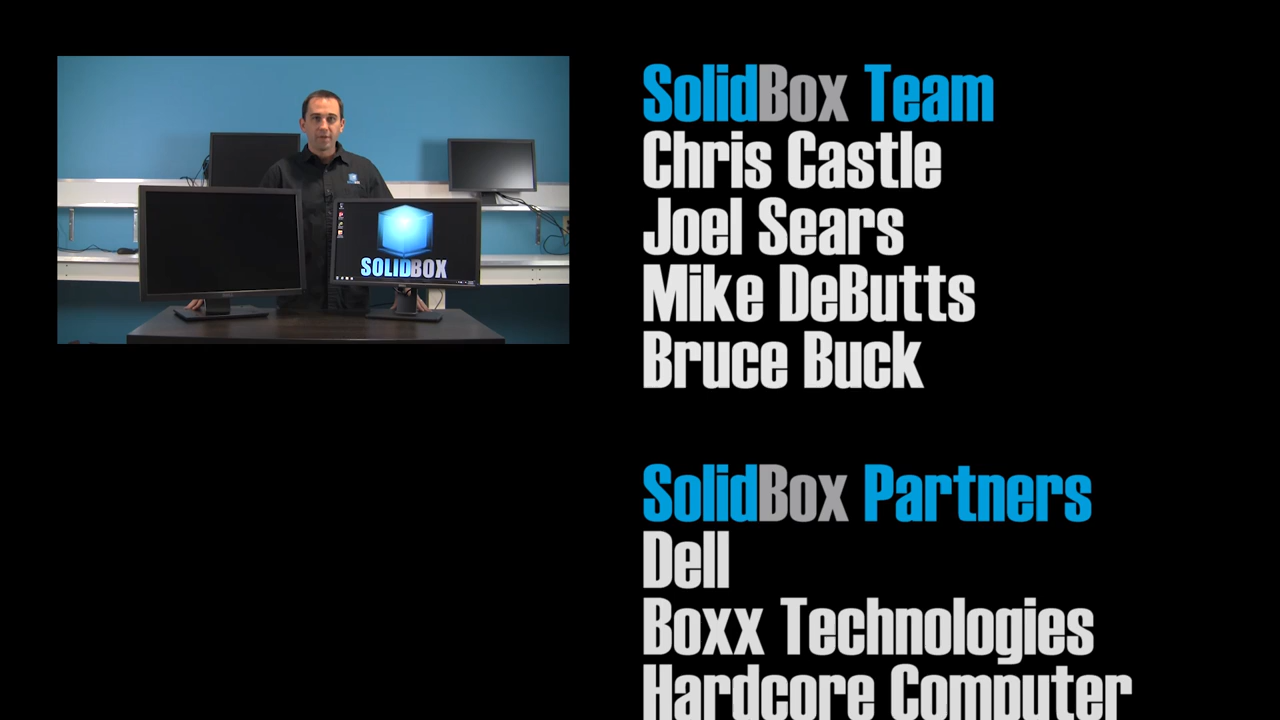 SolidBox Team
Chris Castle
Joel Sears
Mike DeButts
Bruce Buck
SOLIDBOX
SolidBox Partners
Dell
Boxx Technologies
Hardcore Computer